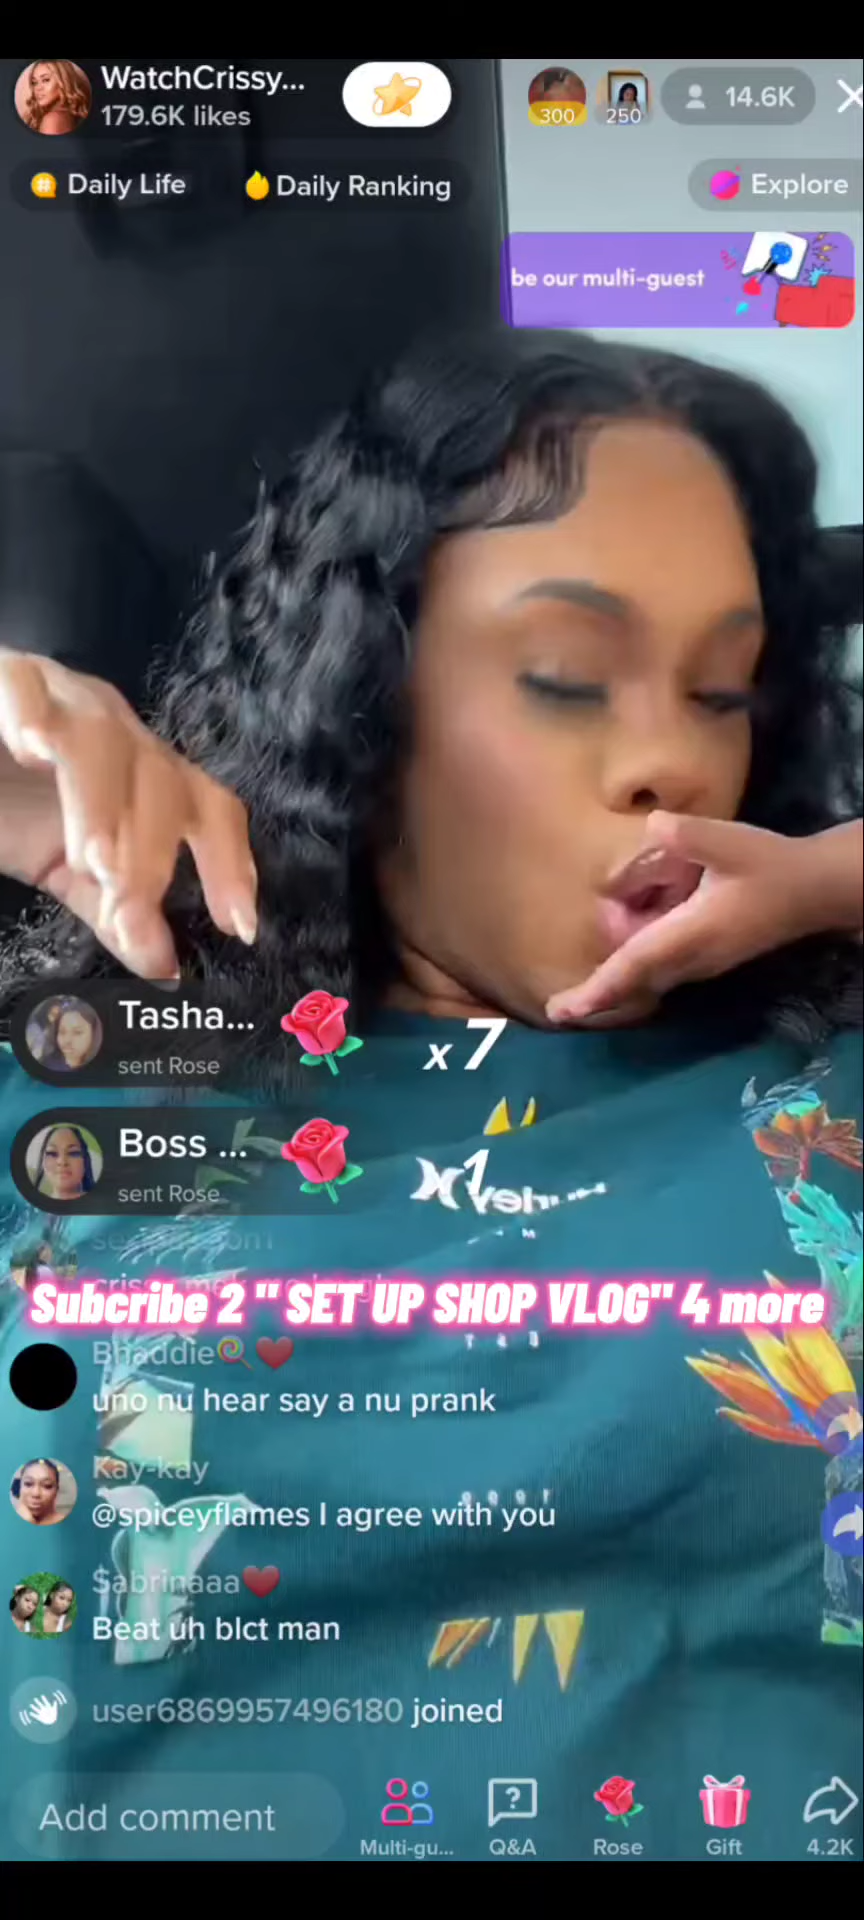 WatchCrissy...
179.6K likes
300
250
14.6K
Daily Life
Daily Ranking
Explore
be our multi-guest
Tasha...
sent Rose
x7
Boss ...
sent Rose
1
Subcribe 2 " SET UP SHOP VLOG" 4 more
Bhaddie🍭❤️
uno nu hear say a nu prank
Kay-kay
@spiceyflames I agree with you
$abrinaaa❤️
Beat uh blct man
user6869957496180 joined
Add comment
Multi-gu...
Q&A
Rose
Gift
4.2K